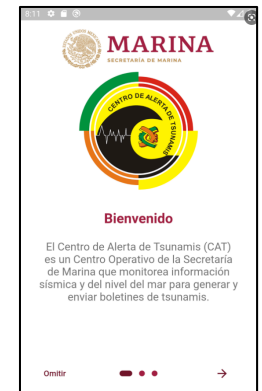 8:11
MARINA
SECRETARÍA DE MARINA
CENTRO DE ALERTA DE TSUNAMIS
Bienvenido
El Centro de Alerta de Tsunamis (CAT)
es un Centro Operativo de la Secretaría
de Marina que monitorea información
sísmica y del nivel del mar para generar y
enviar boletines de tsunamis.
Omitir